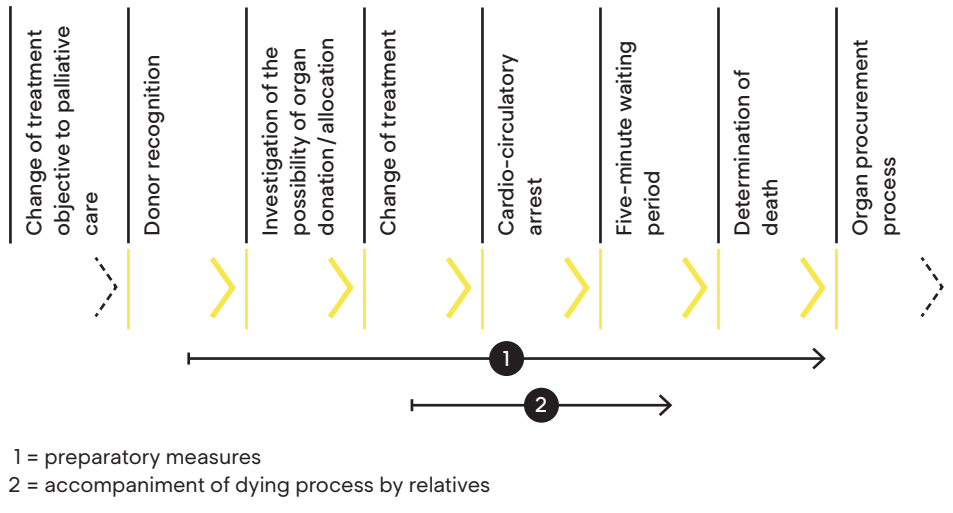 Change of treatment
objective to palliative
care
Donor recognition
Investigation of the
possibility of organ
donation / allocation
Change of treatment
Cardio-circulatory
arrest
Five-minute waiting
period
Determination of
death
Organ procurement
process
1
2
1 = preparatory measures
2 = accompaniment of dying process by relatives